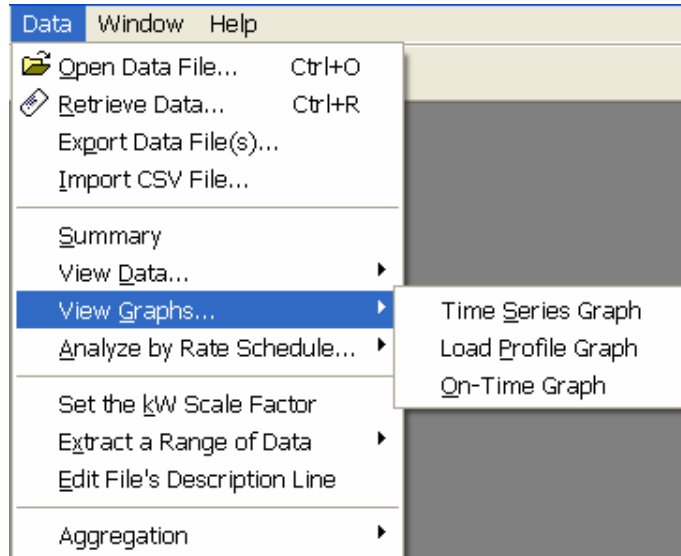 Data Window Help
Open Data File... Ctrl+O
Retrieve Data... Ctrl+R
Export Data File(s)...
Import CSV File...
Summary
View Data...
View Graphs...
Time Series Graph
Analyze by Rate Schedule...
Load Profile Graph
On-Time Graph
Set the kW Scale Factor
Extract a Range of Data
Edit File's Description Line
Aggregation